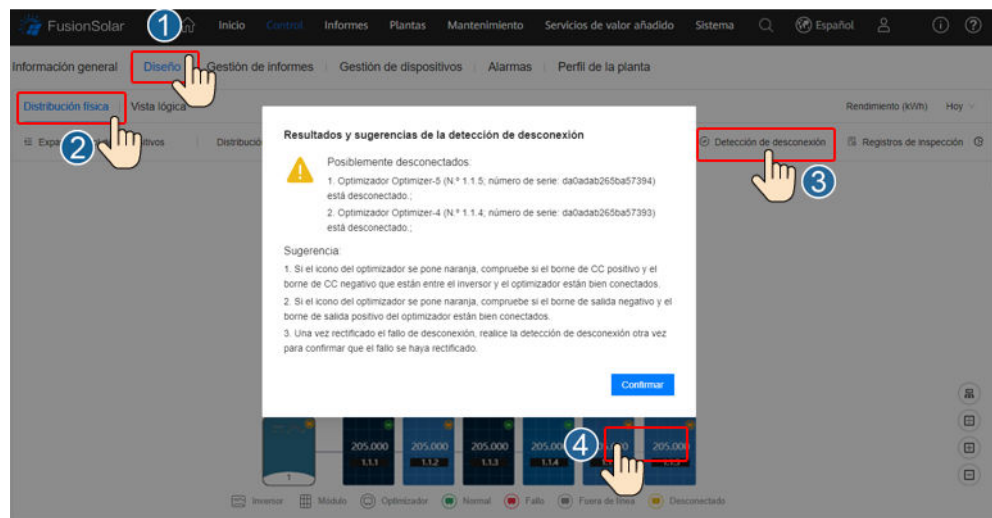 FusionSolar
1
Inicio
Control
Informes
Plantas
Mantenimiento
Servicios de valor añadido
Sistema
Español
Información general
Diseño
Gestión de informes
Gestión de dispositivos
Alarmas
Perfil de la planta
Distribución física
Vista lógica
Rendimiento (kWh)
Hoy
2
Detección de desconexión
Registros de inspección
3
Resultados y sugerencias de la detección de desconexión
Posiblemente desconectados:
1. Optimizador Optimizer-5 (N.º 1.1.5; número de serie: da0adab265ba57394)
está desconectado.;
2. Optimizador Optimizer-4 (N.º 1.1.4; número de serie: da0adab265ba57393)
está desconectado.;
Sugerencia:
1. Si el icono del optimizador se pone naranja, compruebe si el borne de CC positivo y el
borne de CC negativo que están entre el inversor y el optimizador están bien conectados.
2. Si el icono del optimizador se pone naranja, compruebe si el borne de salida negativo y el
borne de salida positivo del optimizador están bien conectados.
3. Una vez rectificado el fallo de desconexión, realice la detección de desconexión otra vez
para confirmar que el fallo se haya rectificado.
Confirmar
205.000
205.000
205.000
4
1.1.1
1.1.2
1.1.3
1.1.4
1
Inversor
Módulo
Optimizador
Normal
Fallo
Fuera de línea
Desconectado